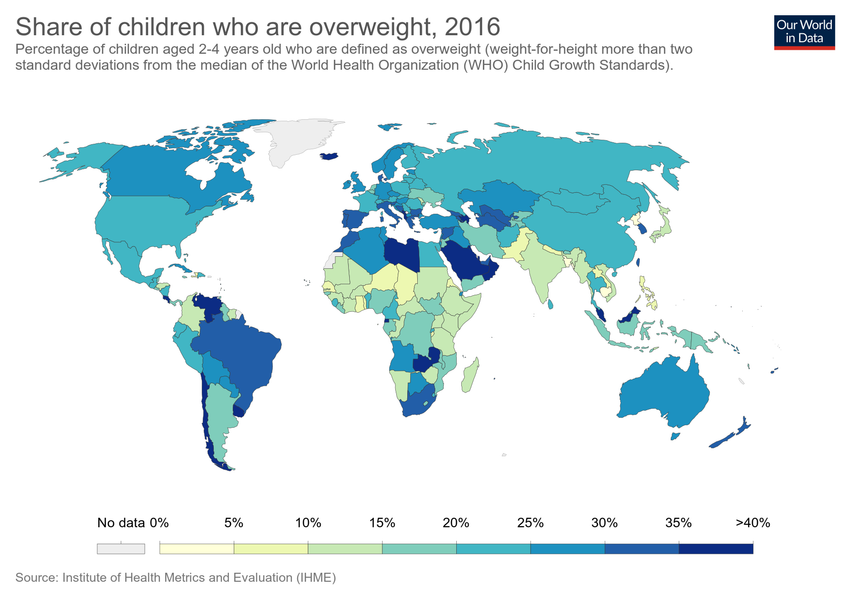 Share of children who are overweight, 2016
Our World
in Data
Percentage of children aged 2-4 years old who are defined as overweight (weight-for-height more than two
standard deviations from the median of the World Health Organization (WHO) Child Growth Standards).
No data 0% 5% 10% 15% 20% 25% 30% 35% >40%
Source: Institute of Health Metrics and Evaluation (IHME)